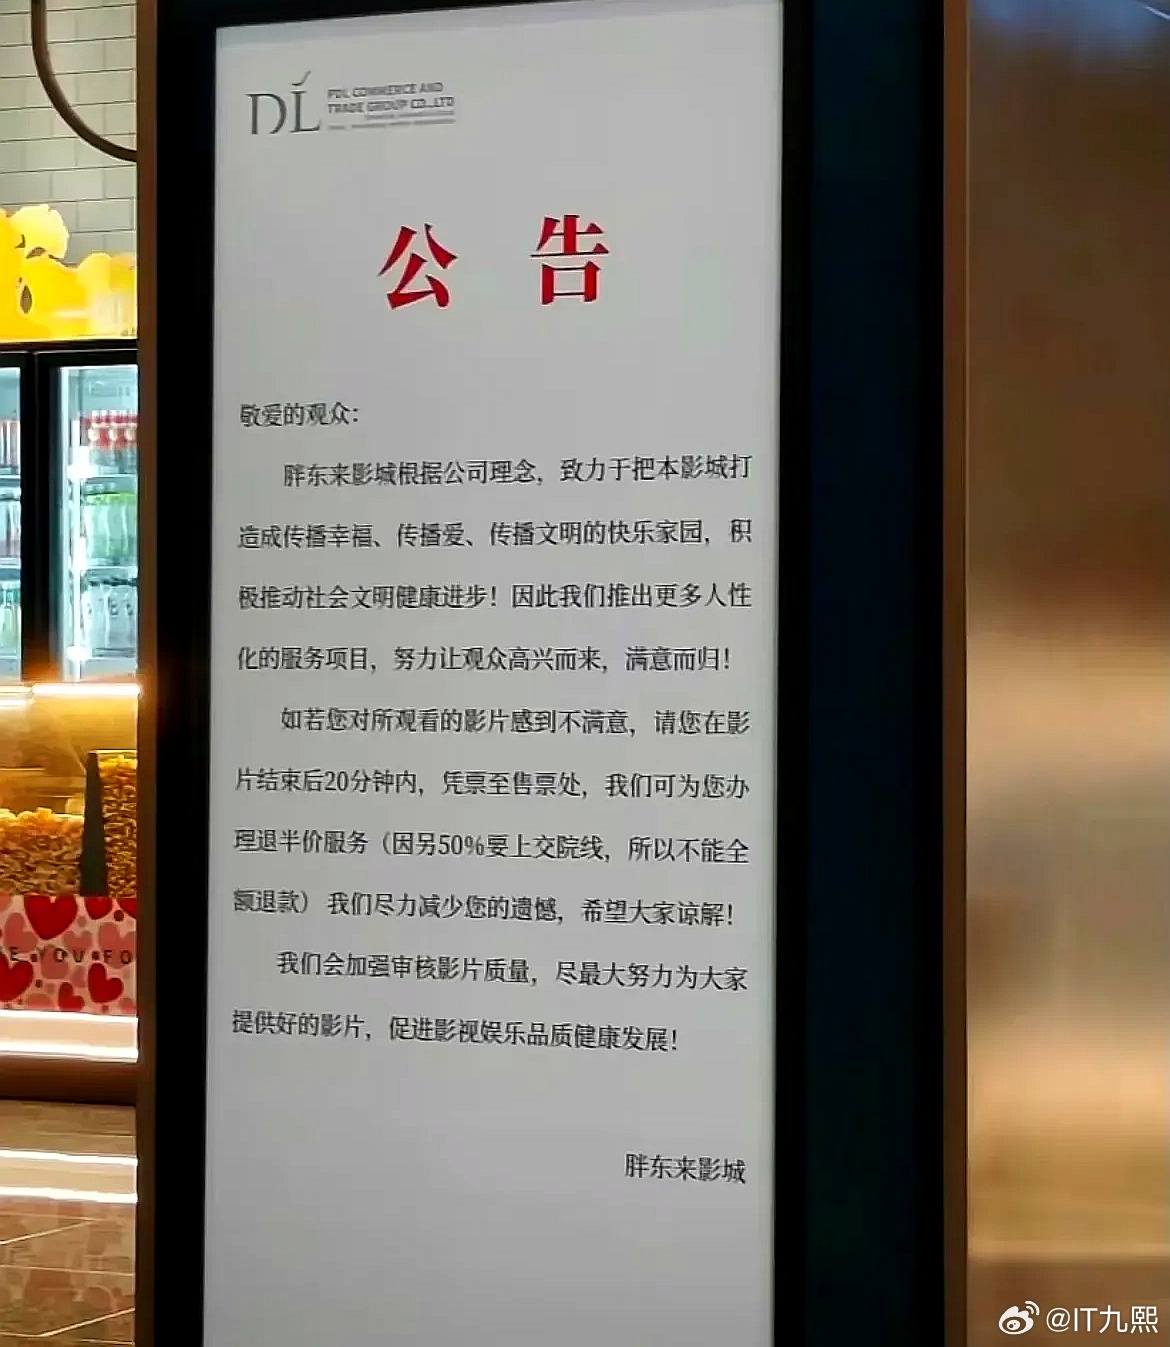 DL
PDL COMMERCE AND
TRADE GROUP CO.,LTD
公 告
敬爱的观众：
胖东来影城根据公司理念，致力于把本影城打
造成传播幸福、传播爱、传播文明的快乐家园，积
极推动社会文明健康进步！因此我们推出更多人性
化的服务项目，努力让观众高兴而来，满意而归！
如若您对所观看的影片感到不满意，请您在影
片结束后20分钟内，凭票至售票处，我们可为您办
理退半价服务（因另50%要上交院线，所以不能全
额退款）我们尽力减少您的遗憾，希望大家谅解！
我们会加强审核影片质量，尽最大努力为大家
提供好的影片，促进影视娱乐品质健康发展！
胖东来影城
E YOU FO
@IT九熙